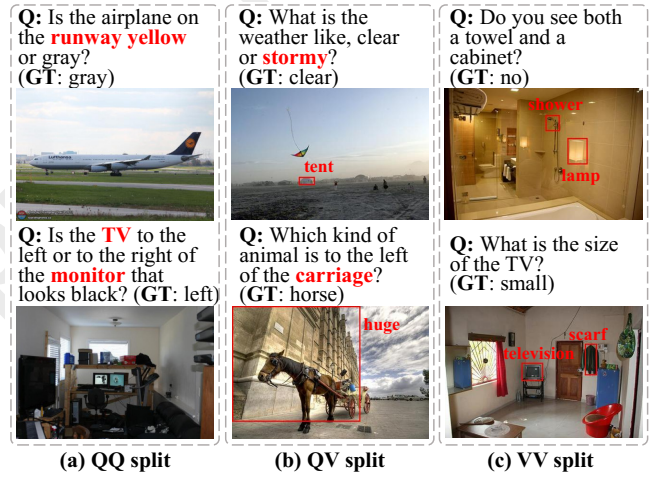 Q: Is the airplane on
the runway yellow
or gray?
(GT: gray)
Lufthansa
Q: Is the TV to the
left or to the right of
the monitor that
looks black? (GT: left)
(a) QQ split
Q: What is the
weather like, clear
or stormy?
(GT: clear)
tent
Q: Which kind of
animal is to the left
of the carriage?
(GT: horse)
huge
(b) QV split
Q: Do you see both
a towel and a
cabinet?
(GT: no)
shower
lamp
Q: What is the size
of the TV?
(GT: small)
scarf
television
(c) VV split